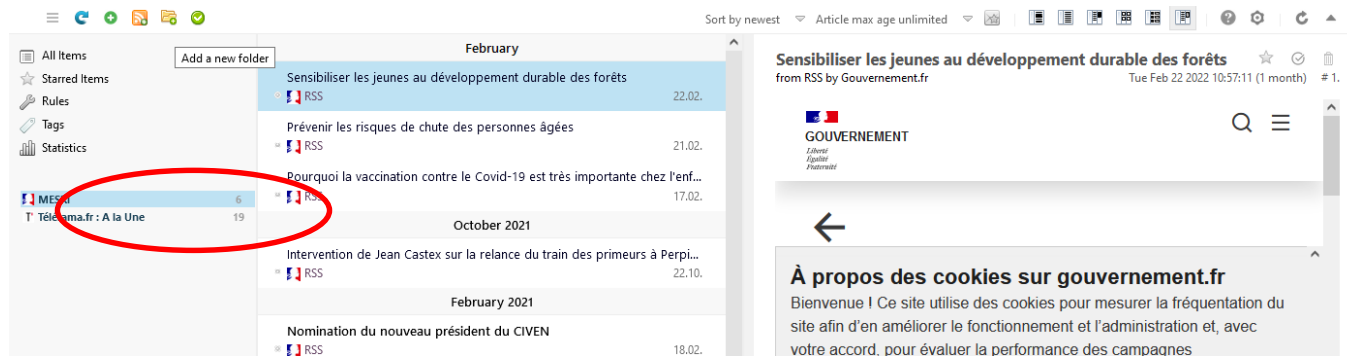 Sort by newest
Article max age unlimited
All Items
Add a new folder
Starred Items
Rules
Tags
Statistics
MESRI 6
Télérama.fr : A la Une 19
February
Sensibiliser les jeunes au développement durable des forêts
RSS 22.02.
Prévenir les risques de chute des personnes âgées
RSS 21.02.
Pourquoi la vaccination contre le Covid-19 est très importante chez l'enf...
RSS 17.02.
October 2021
Intervention de Jean Castex sur la relance du train des primeurs à Perpi...
RSS 22.10.
February 2021
Nomination du nouveau président du CIVEN
RSS 18.02.
Sensibiliser les jeunes au développement durable des forêts
from RSS by Gouvernement.fr Tue Feb 22 2022 10:57:11 (1 month) # 1.
GOUVERNEMENT
Liberté
Égalité
Fraternité
À propos des cookies sur gouvernement.fr
Bienvenue ! Ce site utilise des cookies pour mesurer la fréquentation du
site afin d'en améliorer le fonctionnement et l'administration et, avec
votre accord, pour évaluer la performance des campagnes